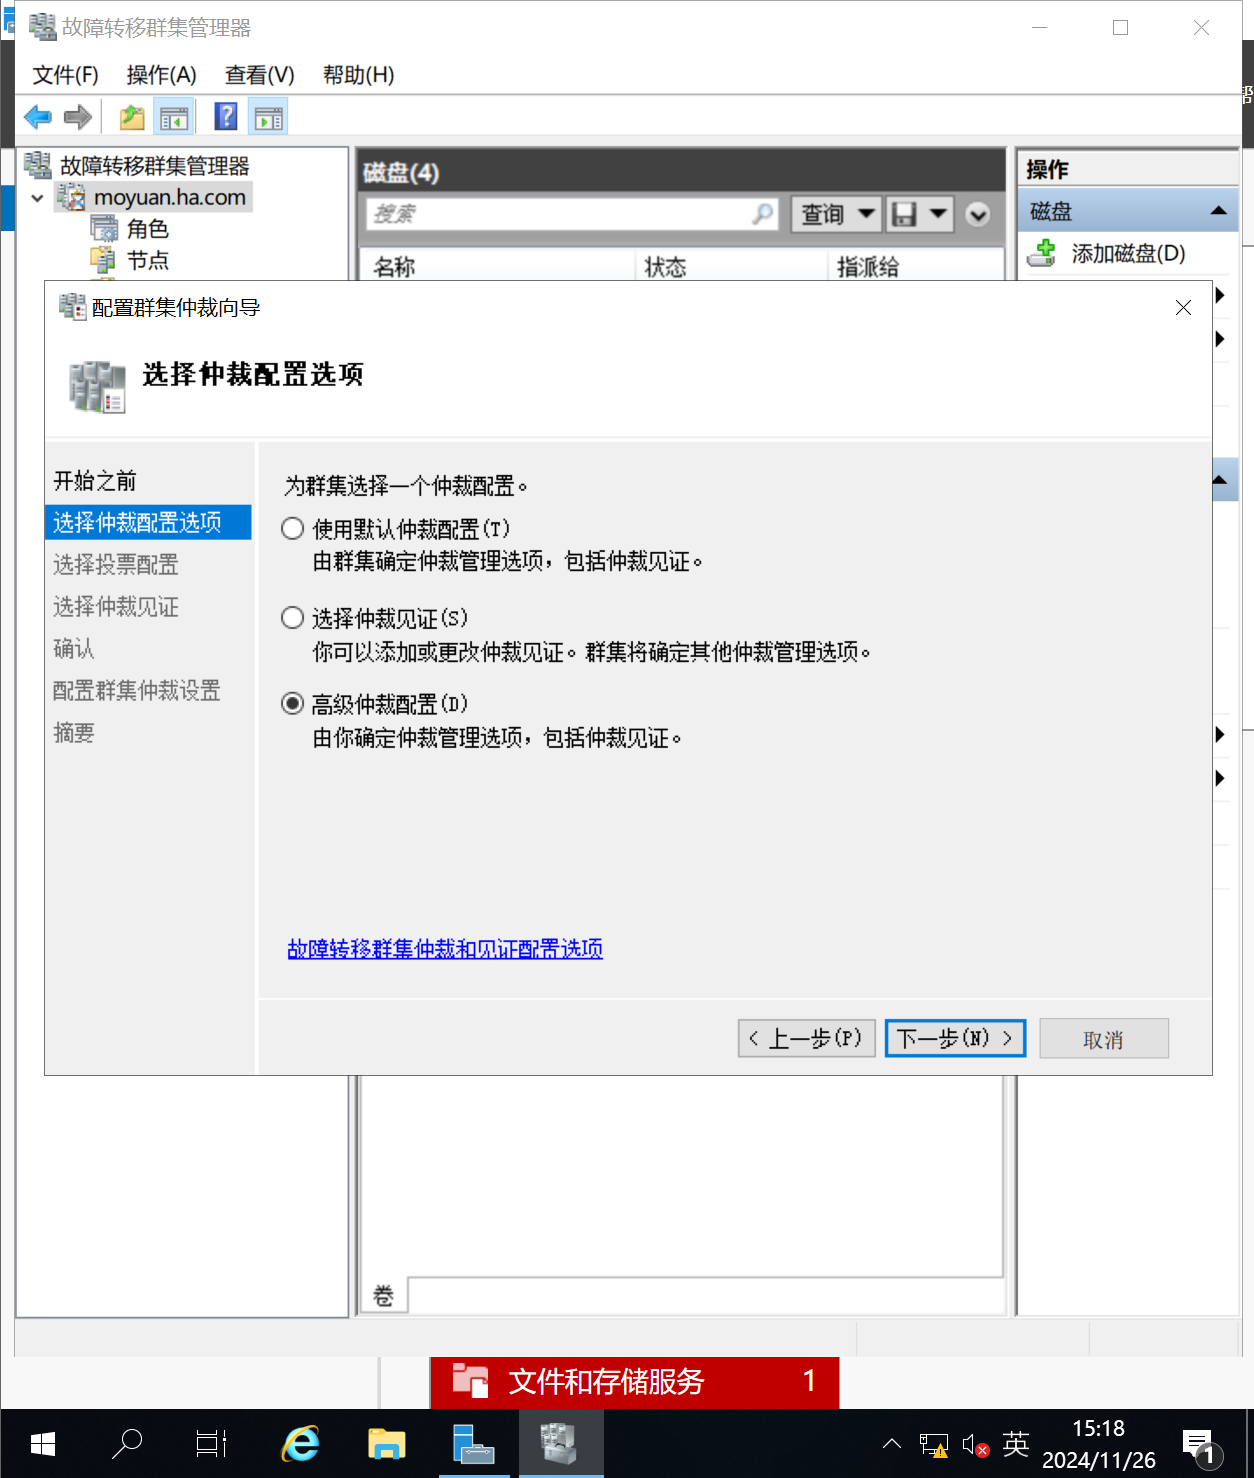 故障转移群集管理器
文件(F) 操作(A) 查看(V) 帮助(H)
故障转移群集管理器
moyuan.ha.com
角色
节点
磁盘(4)
搜索
查询
名称 状态 指派给
操作
磁盘
添加磁盘(D)
配置群集仲裁向导
选择仲裁配置选项
开始之前
选择仲裁配置选项
选择投票配置
选择仲裁见证
确认
配置群集仲裁设置
摘要
为群集选择一个仲裁配置。
使用默认仲裁配置(T)
由群集确定仲裁管理选项，包括仲裁见证。
选择仲裁见证(S)
你可以添加或更改仲裁见证。群集将确定其他仲裁管理选项。
高级仲裁配置(D)
由你确定仲裁管理选项，包括仲裁见证。
故障转移群集仲裁和见证配置选项
< 上一步(P)
下一步(N) >
取消
卷
文件和存储服务 1
英
15:18
2024/11/26
1